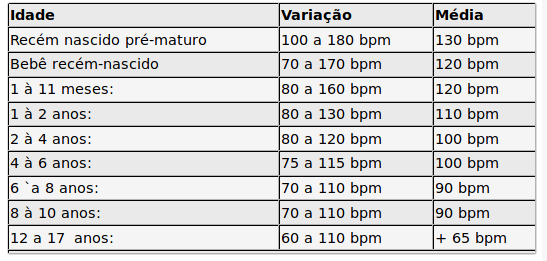 Idade Variação Média
Recém nascido pré-maturo 100 a 180 bpm 130 bpm
Bebê recém-nascido 70 a 170 bpm 120 bpm
1 à 11 meses: 80 a 160 bpm 120 bpm
1 à 2 anos: 80 a 130 bpm 110 bpm
2 à 4 anos: 80 a 120 bpm 100 bpm
4 à 6 anos: 75 a 115 bpm 100 bpm
6 `a 8 anos: 70 a 110 bpm 90 bpm
8 à 10 anos: 70 a 110 bpm 90 bpm
12 a 17 anos: 60 a 110 bpm + 65 bpm